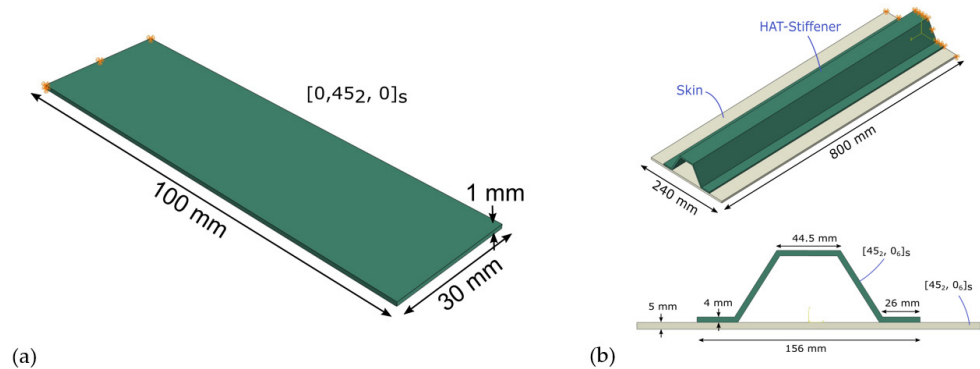 [0,45₂, 0]s
100 mm
1 mm
30 mm
(a)
HAT-Stiffener
Skin
800 mm
240 mm
44.5 mm
[45₂, 0₆]s
[45₂, 0₆]s
5 mm
4 mm
26 mm
156 mm
(b)